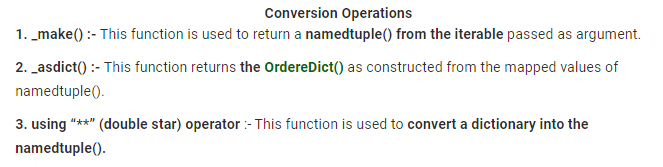 Conversion Operations
1. _make() :- This function is used to return a namedtuple() from the iterable passed as argument.
2. _asdict() :- This function returns the OrdereDict() as constructed from the mapped values of
namedtuple().
3. using “**” (double star) operator :- This function is used to convert a dictionary into the
namedtuple().